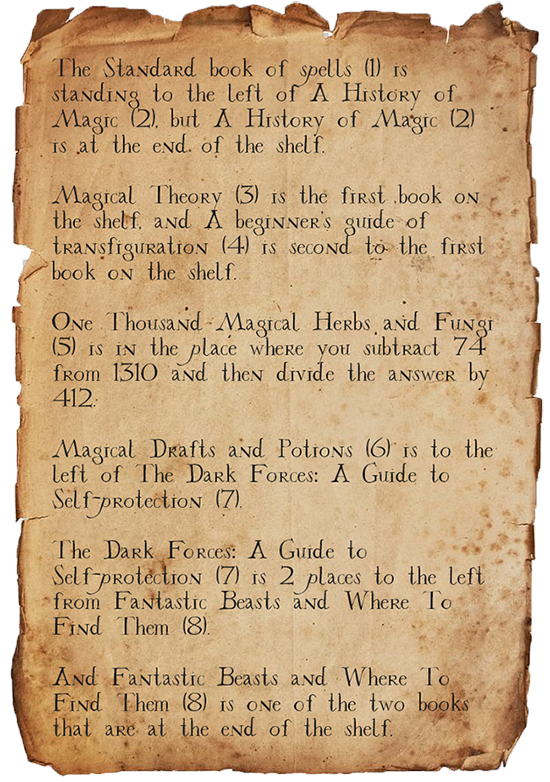 The Standard book of spells (1) is
standing to the left of A History of
Magic (2), but A History of Magic (2)
is at the end of the shelf.
Magical Theory (3) is the first book on
the shelf, and A beginner's guide of
transfiguration (4) is second to the first
book on the shelf.
One Thousand Magical Herbs and Fungi
(5) is in the place where you subtract 74
from 1310 and then divide the answer by
412.
Magical Drafts and Potions (6) is to the
left of The Dark Forces: A Guide to
Self-protection (7).
The Dark Forces: A Guide to
Self-protection (7) is 2 places to the left
from Fantastic Beasts and Where To
Find Them (8).
And Fantastic Beasts and Where To
Find Them (8) is one of the two books
that are at the end of the shelf.